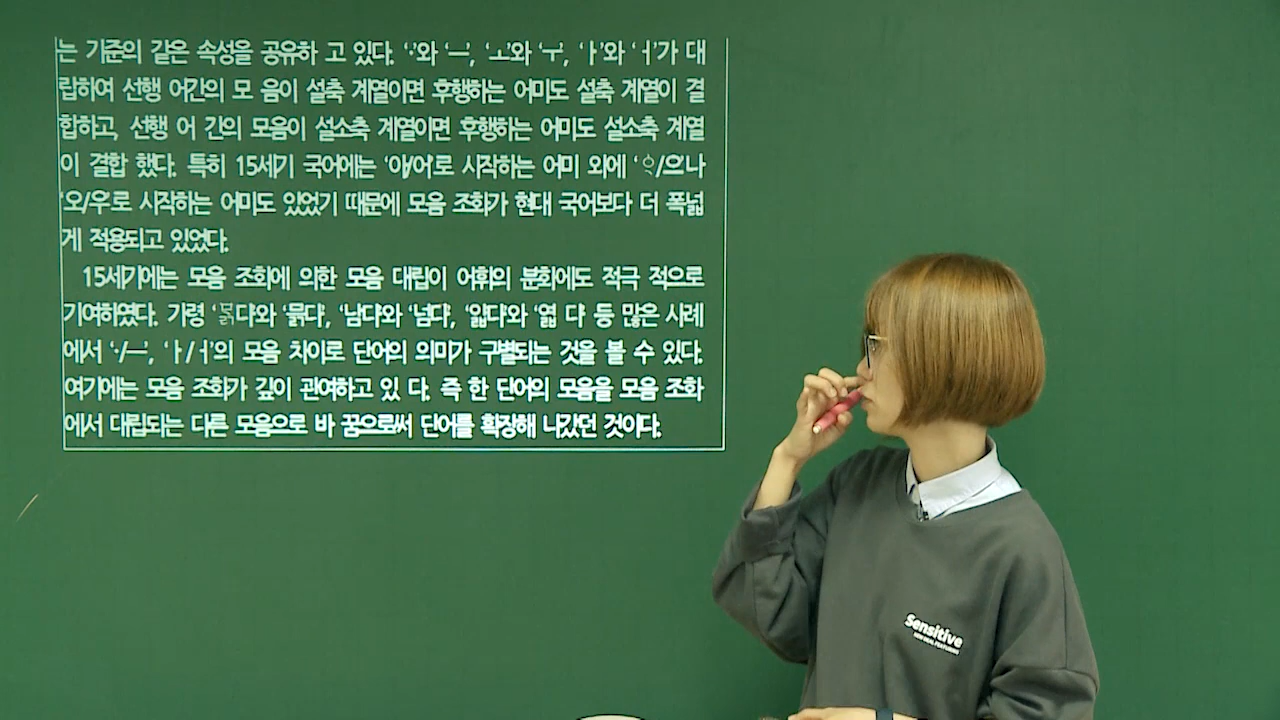 는 기준의 같은 속성을 공유하 고 있다. ‘ㆍ’와 ‘ㅡ’, ‘ㅗ’와 ‘ㅜ’, ‘ㅏ’와 ‘ㅓ’가 대
립하여 선행 어간의 모 음이 설축 계열이면 후행하는 어미도 설축 계열이 결
합하고, 선행 어 간의 모음이 설소축 계열이면 후행하는 어미도 설소축 계열
이 결합 했다. 특히 15세기 국어에는 ‘아/어’로 시작하는 어미 외에 ‘ᄋᆞ/으’나
‘오/우’로 시작하는 어미도 있었기 때문에 모음 조화가 현대 국어보다 더 폭넓
게 적용되고 있었다.
15세기에는 모음 조화에 의한 모음 대립이 어휘의 분화에도 적극 적으로
기여하였다. 가령 ‘ᄆᆞᆰ다’와 ‘묽다’, ‘남다’와 ‘넘다’, ‘얇다’와 ‘엷 다’ 등 많은 사례
에서 ‘ㆍ/ㅡ’, ‘ㅏ/ㅓ’의 모음 차이로 단어의 의미가 구별되는 것을 볼 수 있다.
여기에는 모음 조화가 깊이 관여하고 있 다. 즉 한 단어의 모음을 모음 조화
에서 대립되는 다른 모음으로 바 꿈으로써 단어를 확장해 나갔던 것이다.
Sensitive